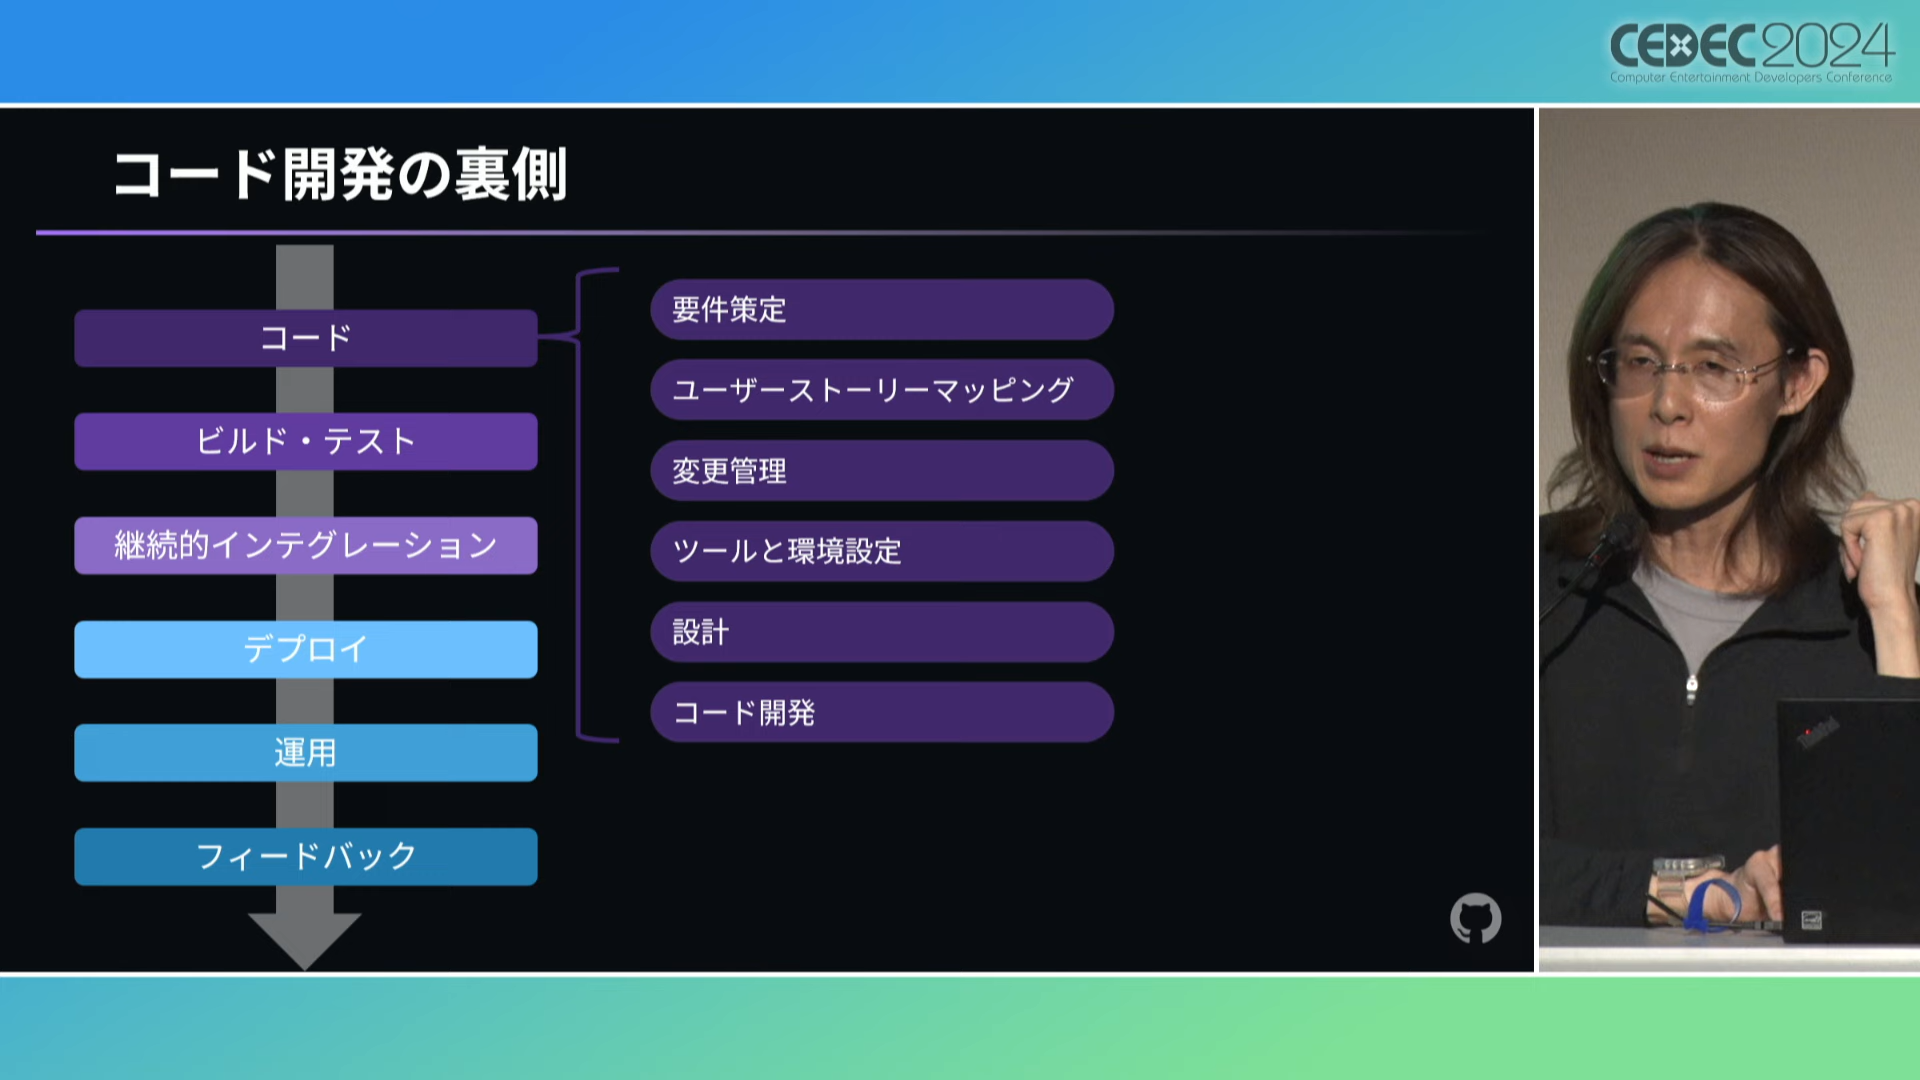 CEDEC2024
Computer Entertainment Developers Conference
コード開発の裏側
コード
ビルド・テスト
継続的インテグレーション
デプロイ
運用
フィードバック
要件策定
ユーザーストーリーマッピング
変更管理
ツールと環境設定
設計
コード開発
ThinkPad